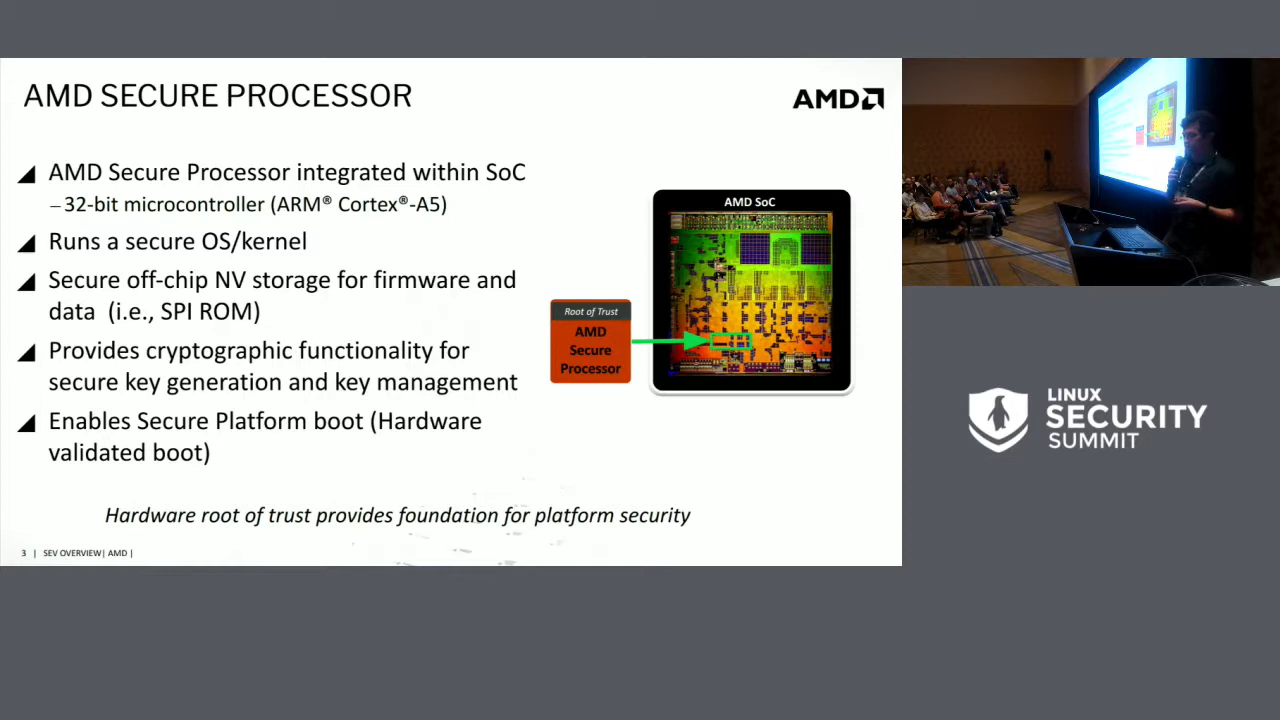 AMD SECURE PROCESSOR
AMD
AMD Secure Processor integrated within SoC
– 32-bit microcontroller (ARM® Cortex®-A5)
Runs a secure OS/kernel
Secure off-chip NV storage for firmware and
data (i.e., SPI ROM)
Provides cryptographic functionality for
secure key generation and key management
Enables Secure Platform boot (Hardware
validated boot)
AMD SoC
Root of Trust
AMD
Secure
Processor
Hardware root of trust provides foundation for platform security
3 | SEV OVERVIEW| AMD |
LINUX
SECURITY
SUMMIT